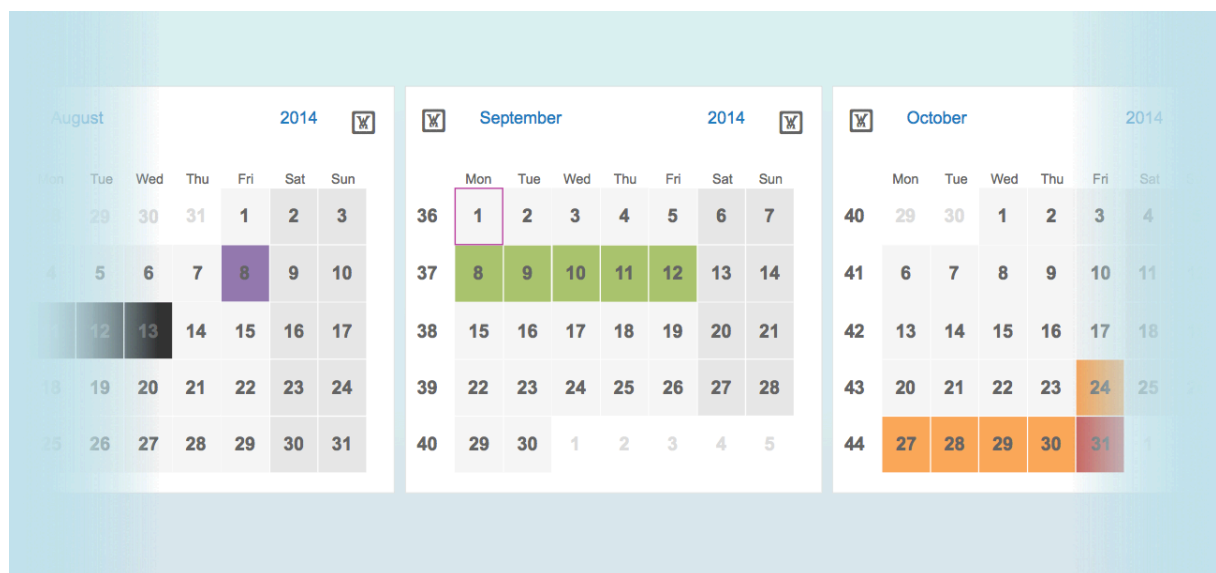 August 2014
Mon Tue Wed Thu Fri Sat Sun
29 30 31 1 2 3
4 5 6 7 8 9 10
11 12 13 14 15 16 17
18 19 20 21 22 23 24
25 26 27 28 29 30 31
September 2014
Mon Tue Wed Thu Fri Sat Sun
36 1 2 3 4 5 6 7
37 8 9 10 11 12 13 14
38 15 16 17 18 19 20 21
39 22 23 24 25 26 27 28
40 29 30 1 2 3 4 5
October 2014
Mon Tue Wed Thu Fri Sat
40 29 30 1 2 3 4
41 6 7 8 9 10 11
42 13 14 15 16 17 18
43 20 21 22 23 24 25
44 27 28 29 30 31 1